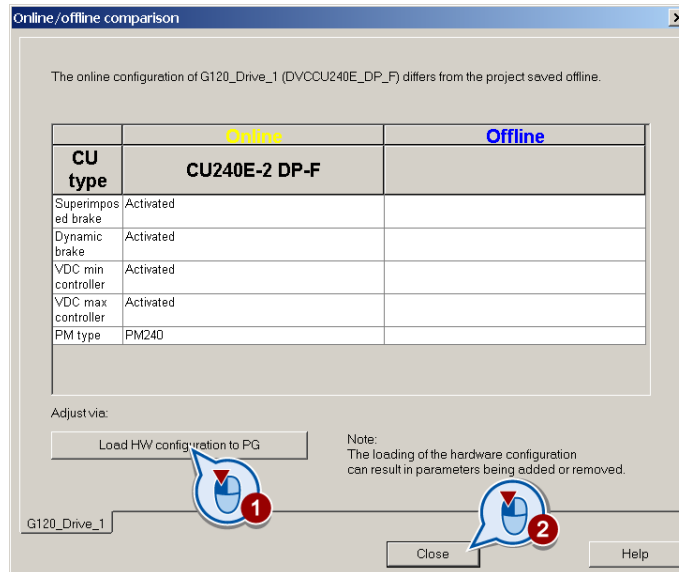 Online/offline comparison
The online configuration of G120_Drive_1 (DVCCU240E_DP_F) differs from the project saved offline.
Online Offline
CU type CU240E-2 DP-F
Superimpos Activated
ed brake
Dynamic Activated
brake
VDC min Activated
controller
VDC max Activated
controller
PM type PM240
Adjust via:
Load HW configuration to PG
Note:
The loading of the hardware configuration
can result in parameters being added or removed.
1
G120_Drive_1
2
Close Help